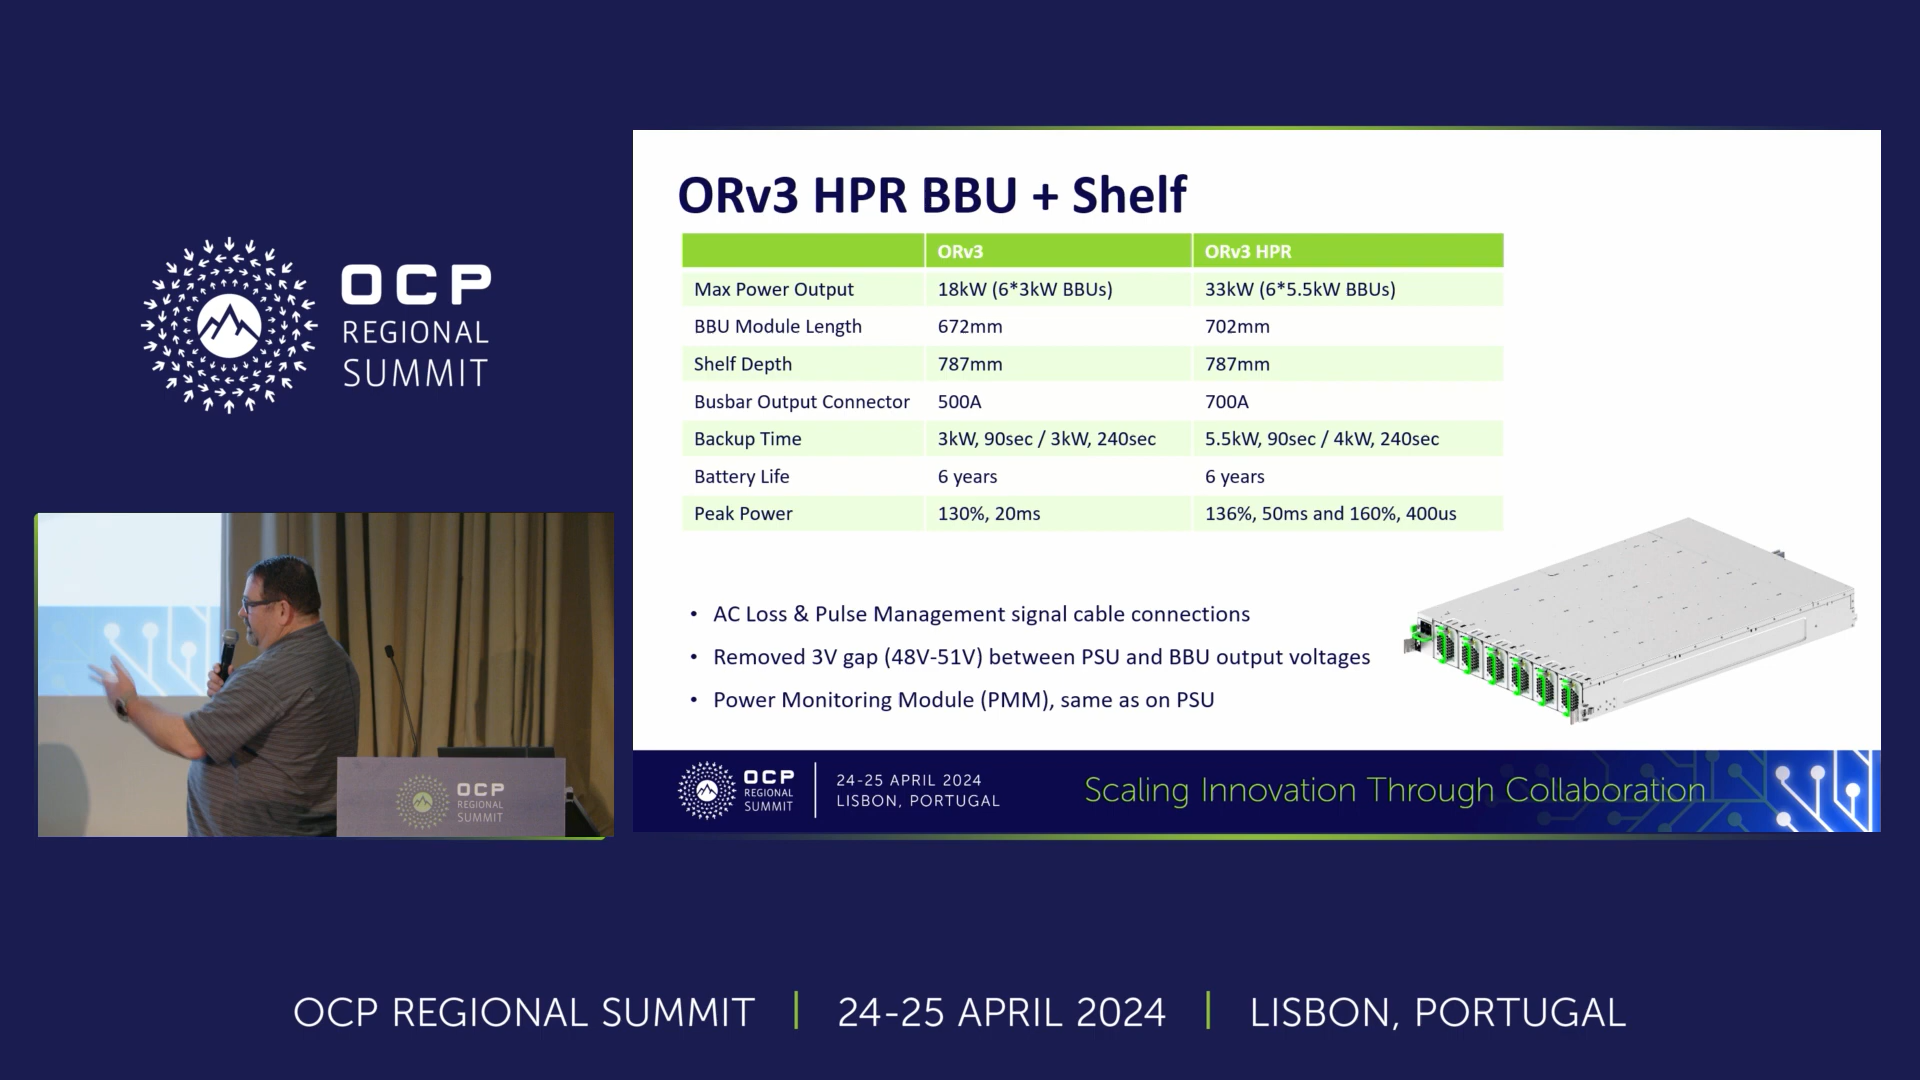 OCP
REGIONAL
SUMMIT
ORv3 HPR BBU + Shelf
ORv3 ORv3 HPR
Max Power Output 18kW (6*3kW BBUs) 33kW (6*5.5kW BBUs)
BBU Module Length 672mm 702mm
Shelf Depth 787mm 787mm
Busbar Output Connector 500A 700A
Backup Time 3kW, 90sec / 3kW, 240sec 5.5kW, 90sec / 4kW, 240sec
Battery Life 6 years 6 years
Peak Power 130%, 20ms 136%, 50ms and 160%, 400us
• AC Loss & Pulse Management signal cable connections
• Removed 3V gap (48V-51V) between PSU and BBU output voltages
• Power Monitoring Module (PMM), same as on PSU
OCP
REGIONAL
SUMMIT
24-25 APRIL 2024
LISBON, PORTUGAL
Scaling Innovation Through Collaboration
OCP
REGIONAL
SUMMIT
OCP REGIONAL SUMMIT | 24-25 APRIL 2024 | LISBON, PORTUGAL